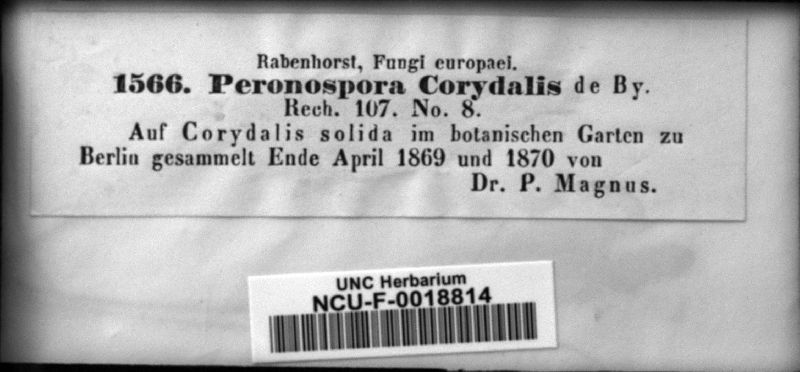 Rabenhorst, Fungi europaei.
1566. Peronospora Corydalis de By.
Rech. 107. No. 8.
Auf Corydalis solida im botanischen Garten zu
Berlin gesammelt Ende April 1869 und 1870 von
Dr. P. Magnus.
UNC Herbarium
NCU-F-0018814